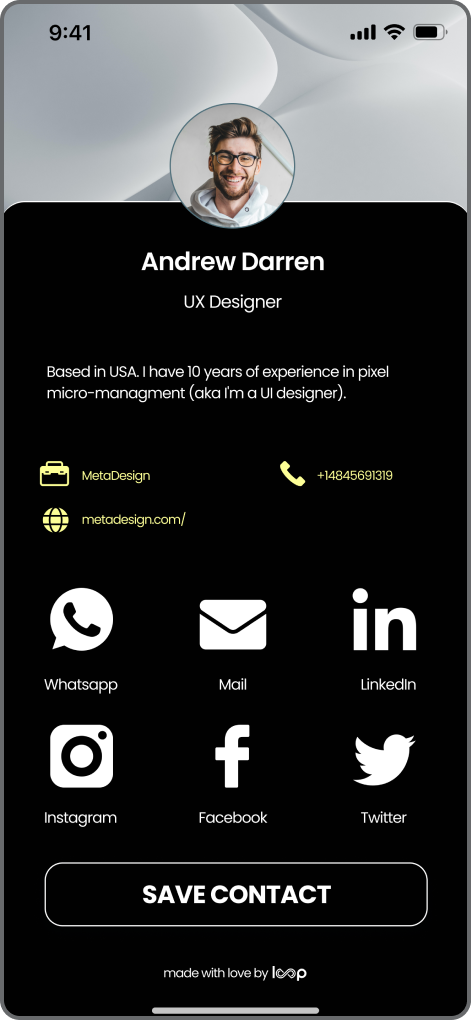 9:41
Andrew Darren
UX Designer
Based in USA. I have 10 years of experience in pixel
micro-managment (aka I'm a UI designer).
MetaDesign
+14845691319
metadesign.com/
in
Whatsapp
Mail
LinkedIn
Instagram
Facebook
Twitter
SAVE CONTACT
made with love by loop